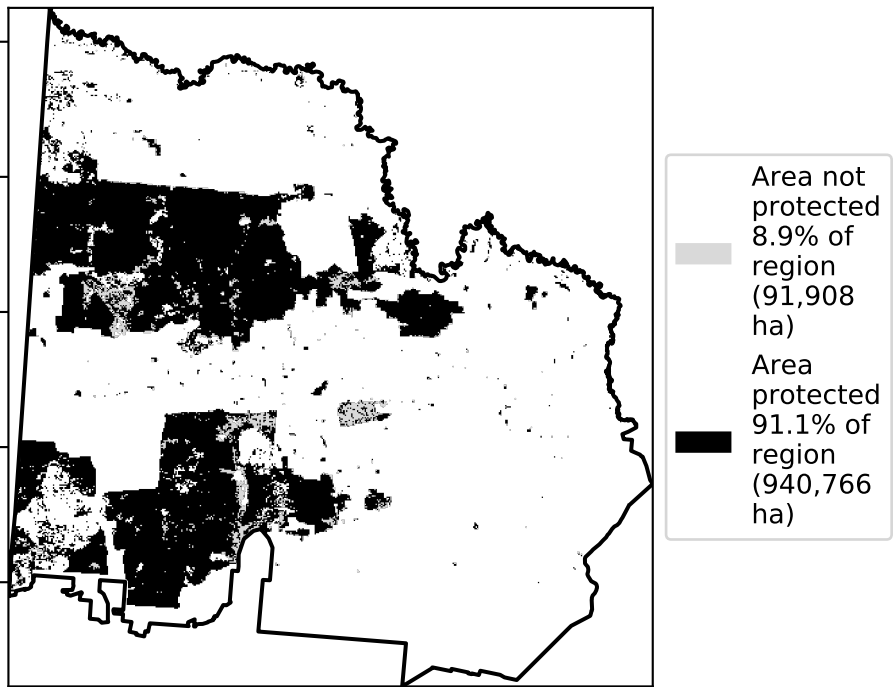 Area not
protected
8.9% of
region
(91,908
ha)
Area
protected
91.1% of
region
(940,766
ha)